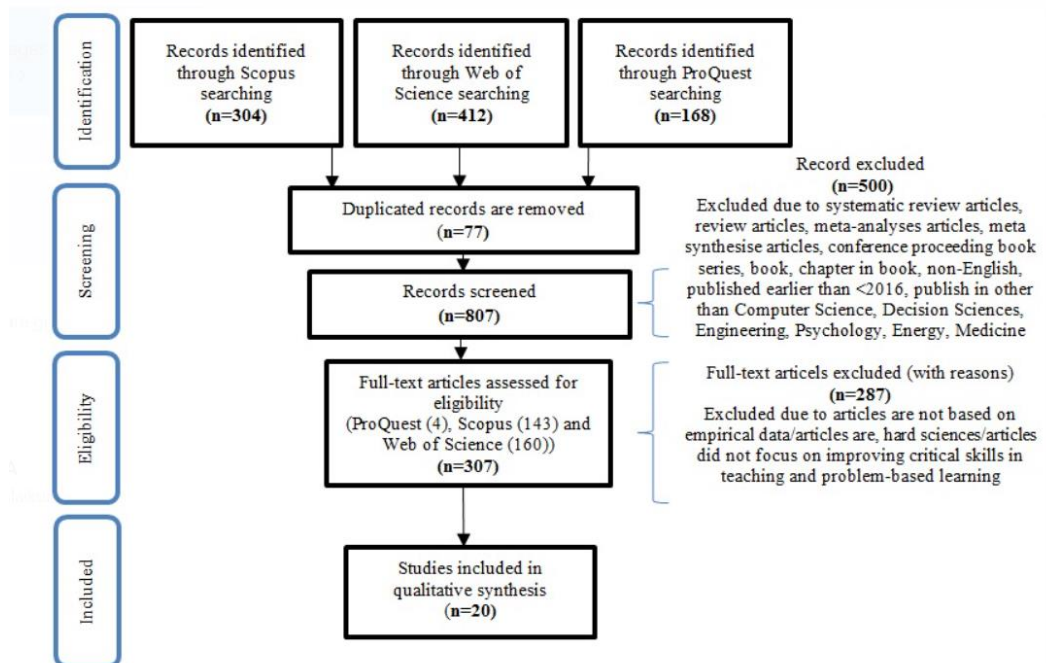 Identification
Records identified
through Scopus
searching
(n=304)
Records identified
through Web of
Science searching
(n=412)
Records identified
through ProQuest
searching
(n=168)
Screening
Duplicated records are removed
(n=77)
Records screened
(n=807)
Record excluded
(n=500)
Excluded due to systematic review articles,
review articles, meta-analyses articles, meta
synthesise articles, conference proceeding book
series, book, chapter in book, non-English,
published earlier than <2016, publish in other
than Computer Science, Decision Sciences,
Engineering, Psychology, Energy, Medicine
Eligibility
Full-text articles assessed for
eligibility
(ProQuest (4), Scopus (143) and
Web of Science (160))
(n=307)
Full-text articels excluded (with reasons)
(n=287)
Excluded due to articles are not based on
empirical data/articles are, hard sciences/articles
did not focus on improving critical skills in
teaching and problem-based learning
Included
Studies included in
qualitative synthesis
(n=20)